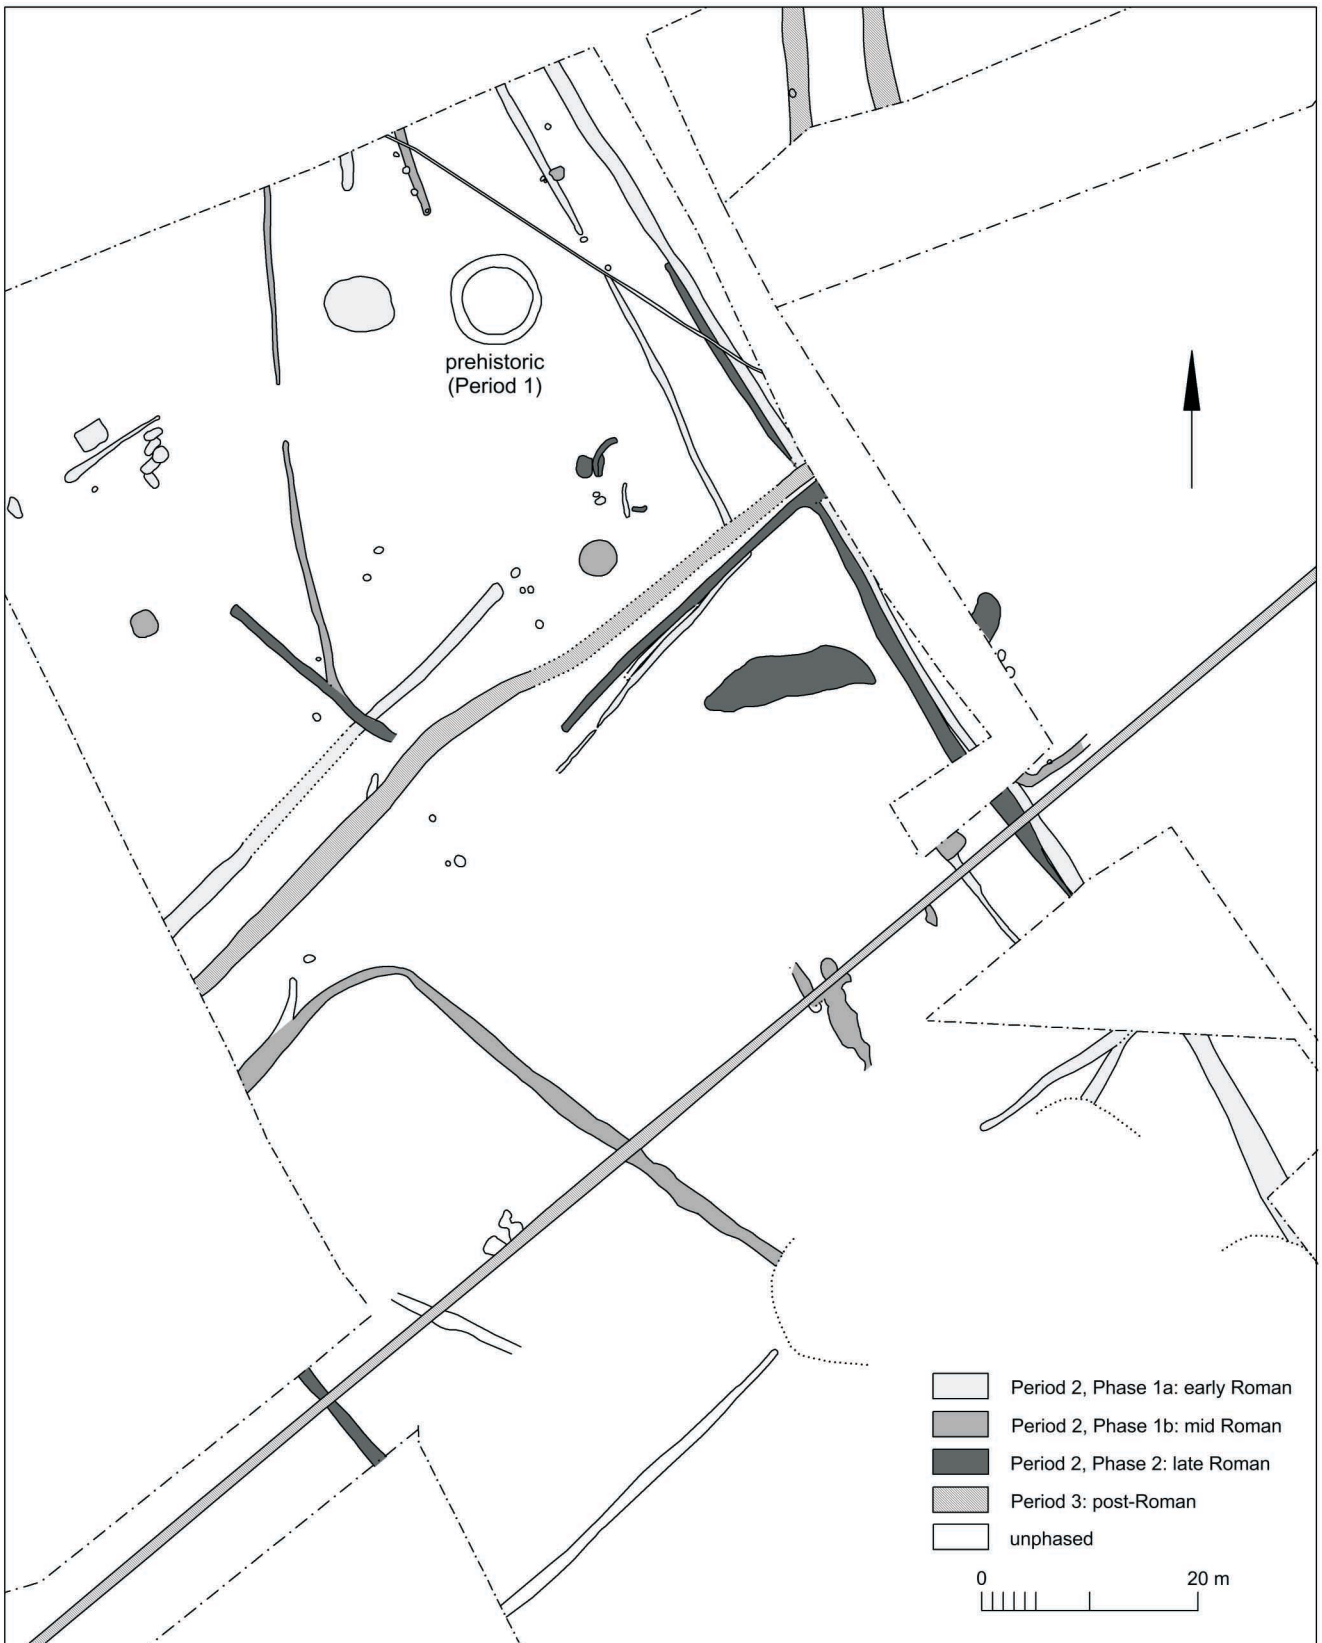 prehistoric
(Period 1)
Period 2, Phase 1a: early Roman
Period 2, Phase 1b: mid Roman
Period 2, Phase 2: late Roman
Period 3: post-Roman
unphased
0 20 m